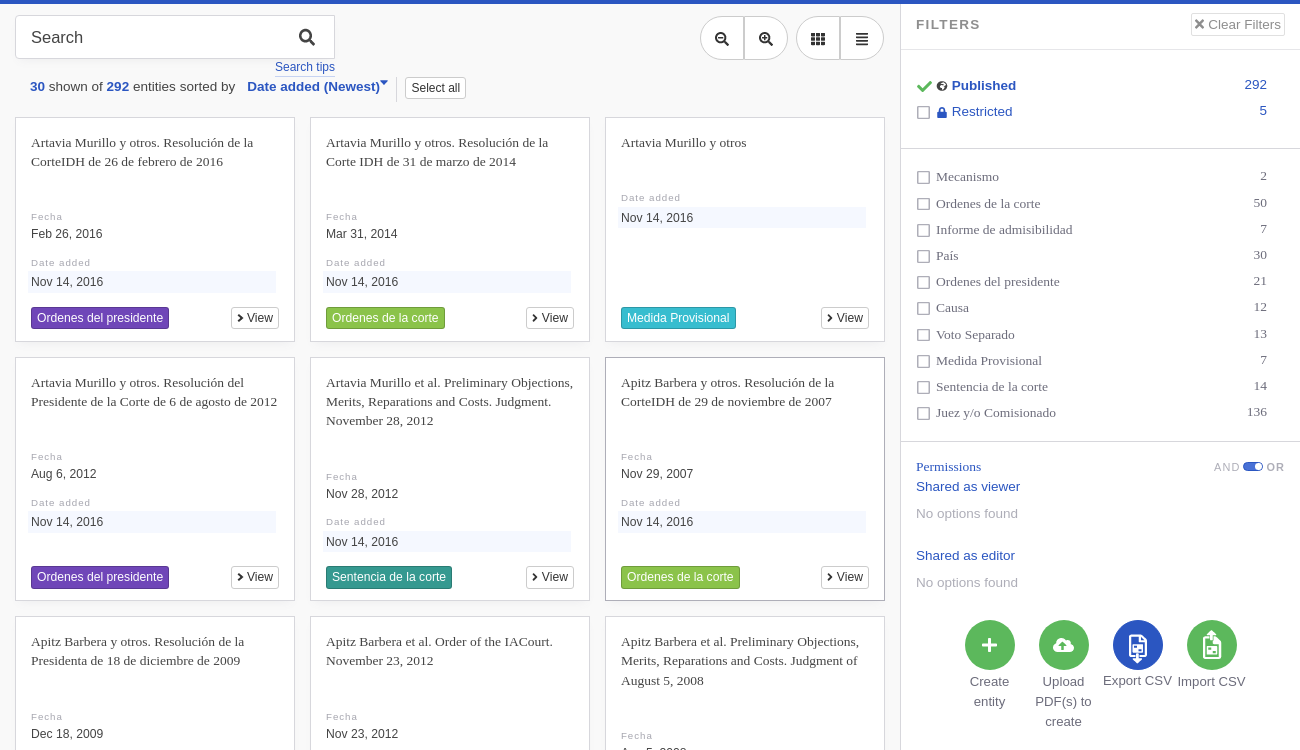 Search
Search tips
30 shown of 292 entities sorted by Date added (Newest) Select all
Artavia Murillo y otros. Resolución de la
CorteIDH de 26 de febrero de 2016
Fecha
Feb 26, 2016
Date added
Nov 14, 2016
Ordenes del presidente
View
Artavia Murillo y otros. Resolución de la
Corte IDH de 31 de marzo de 2014
Fecha
Mar 31, 2014
Date added
Nov 14, 2016
Ordenes de la corte
View
Artavia Murillo y otros
Date added
Nov 14, 2016
Medida Provisional
View
Artavia Murillo y otros. Resolución del
Presidente de la Corte de 6 de agosto de 2012
Fecha
Aug 6, 2012
Date added
Nov 14, 2016
Ordenes del presidente
View
Artavia Murillo et al. Preliminary Objections,
Merits, Reparations and Costs. Judgment.
November 28, 2012
Fecha
Nov 28, 2012
Date added
Nov 14, 2016
Sentencia de la corte
View
Apitz Barbera y otros. Resolución de la
CorteIDH de 29 de noviembre de 2007
Fecha
Nov 29, 2007
Date added
Nov 14, 2016
Ordenes de la corte
View
Apitz Barbera y otros. Resolución de la
Presidenta de 18 de diciembre de 2009
Fecha
Dec 18, 2009
Apitz Barbera et al. Order of the IACourt.
November 23, 2012
Fecha
Nov 23, 2012
Apitz Barbera et al. Preliminary Objections,
Merits, Reparations and Costs. Judgment of
August 5, 2008
Fecha
FILTERS
Clear Filters
Published 292
Restricted 5
Mecanismo 2
Ordenes de la corte 50
Informe de admisibilidad 7
País 30
Ordenes del presidente 21
Causa 12
Voto Separado 13
Medida Provisional 7
Sentencia de la corte 14
Juez y/o Comisionado 136
Permissions AND OR
Shared as viewer
No options found
Shared as editor
No options found
Create
entity
Upload
PDF(s) to
create
Export CSV
Import CSV